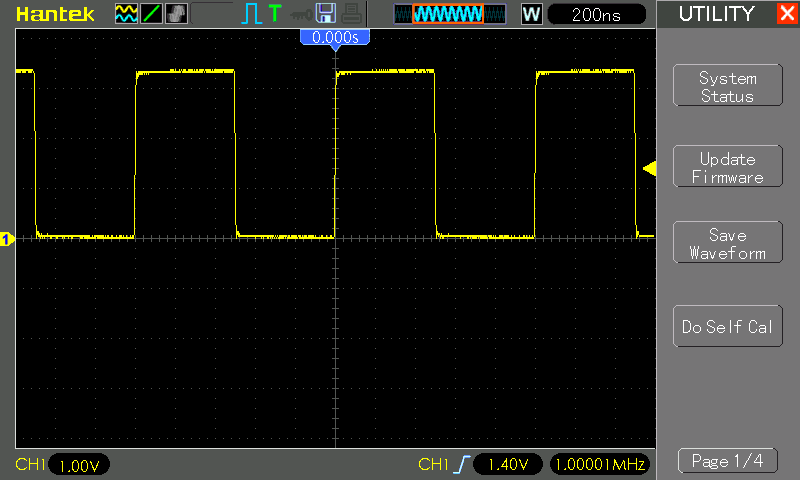 Hantek T W 200ns UTILITY
0.000s
System
Status
Update
Firmware
1
Save
Waveform
Do Self Cal
CH1 1.00V CH1 1.40V 1.00001MHz
Page 1/4